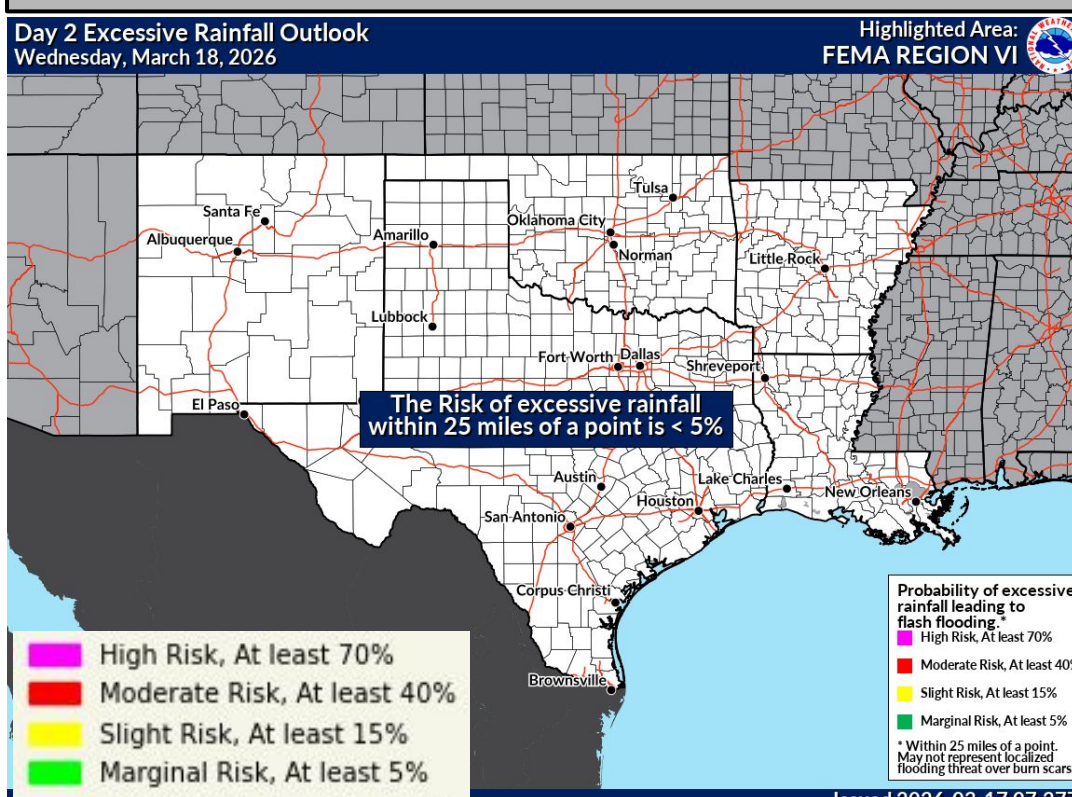 Day 2 Excessive Rainfall Outlook
Wednesday, March 18, 2026
Highlighted Area:
FEMA REGION VI
Tulsa
Santa Fe
Oklahoma City
Albuquerque
Amarillo
Norman
Little Rock
Lubbock
Fort Worth
Dallas
Shreveport
El Paso
The Risk of excessive rainfall
within 25 miles of a point is < 5%
Austin
Lake Charles
Houston
New Orleans
San Antonio
Corpus Christi
Brownsville
Probability of excessive
rainfall leading to
flash flooding.*
High Risk, At least 70%
Moderate Risk, At least 40%
Slight Risk, At least 15%
Marginal Risk, At least 5%
* Within 25 miles of a point.
May not represent localized
flooding threat over burn scars
High Risk, At least 70%
Moderate Risk, At least 40%
Slight Risk, At least 15%
Marginal Risk, At least 5%